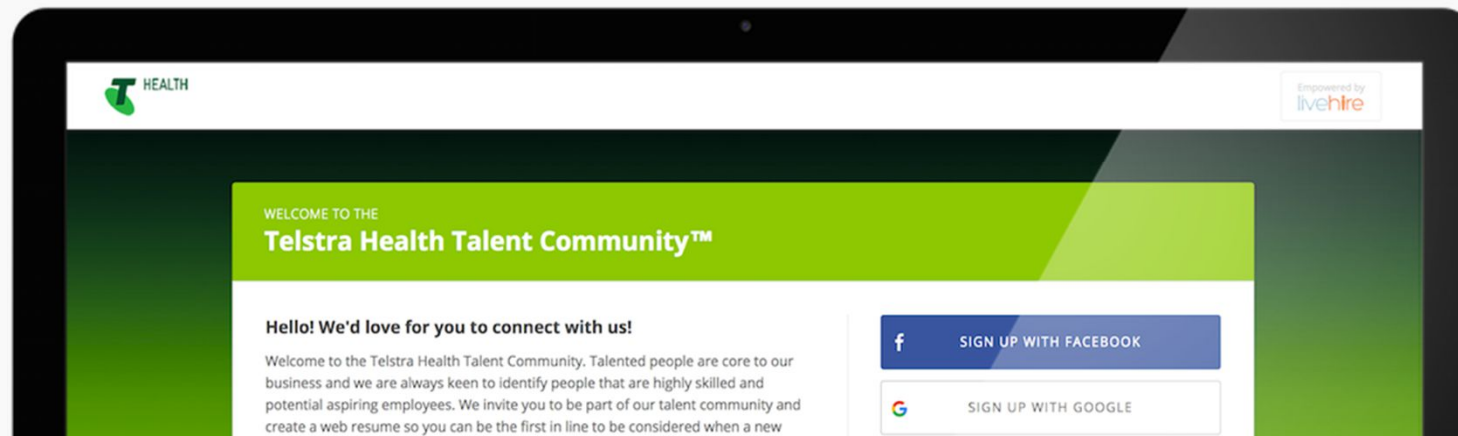 HEALTH
Empowered by
livehire
WELCOME TO THE
Telstra Health Talent Community™
Hello! We'd love for you to connect with us!
Welcome to the Telstra Health Talent Community. Talented people are core to our
business and we are always keen to identify people that are highly skilled and
potential aspiring employees. We invite you to be part of our talent community and
create a web resume so you can be the first in line to be considered when a new
SIGN UP WITH FACEBOOK
SIGN UP WITH GOOGLE